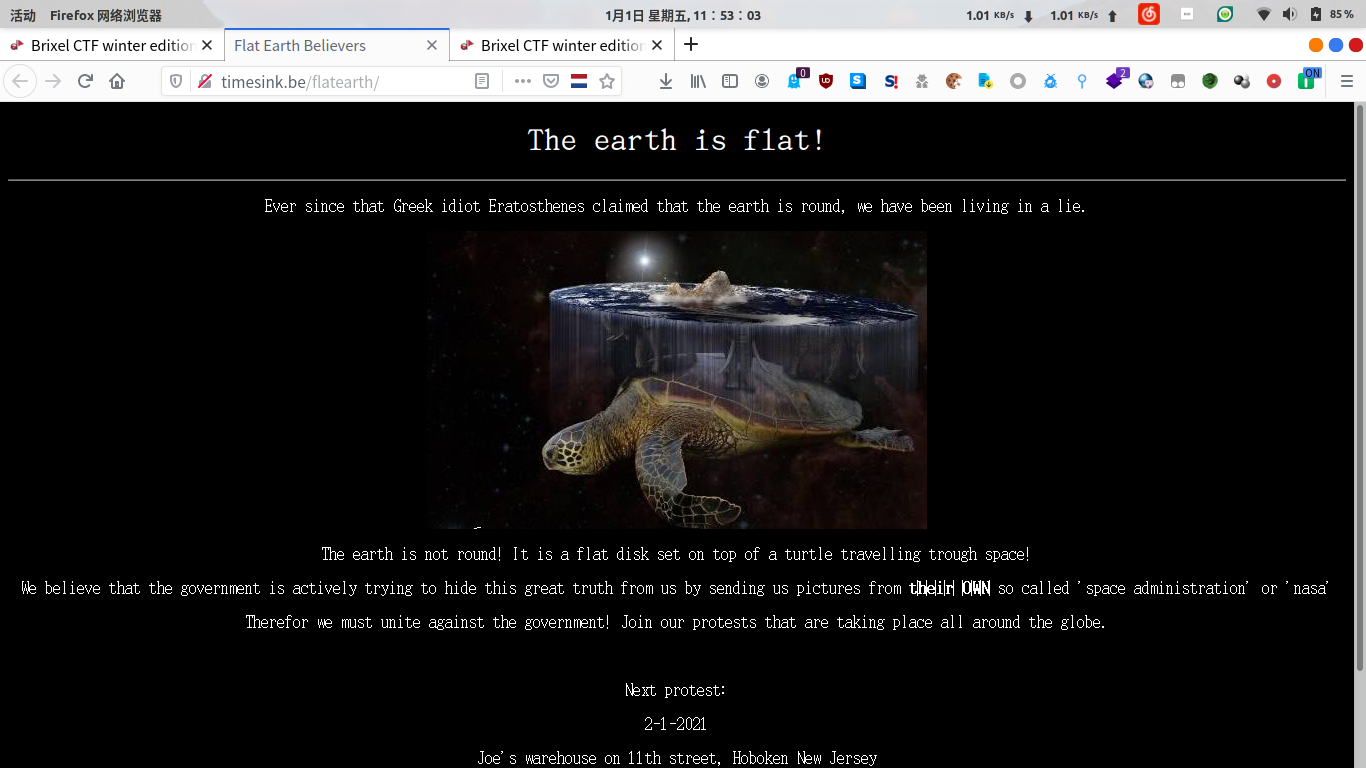 活动 Firefox 网络浏览器 1月1日 星期五, 11：53：03 1.01 KB/s 1.01 KB/s 85 %
Brixel CTF winter edition Flat Earth Believers Brixel CTF winter edition
timesink.be/flatearth/ 0 2 ON
The earth is flat!
Ever since that Greek idiot Eratosthenes claimed that the earth is round, we have been living in a lie.
The earth is not round! It is a flat disk set on top of a turtle travelling trough space!
We believe that the government is actively trying to hide this great truth from us by sending us pictures from their OWN so called 'space administration' or 'nasa'
Therefor we must unite against the government! Join our protests that are taking place all around the globe.
Next protest:
2-1-2021
Joe's warehouse on 11th street, Hoboken New Jersey